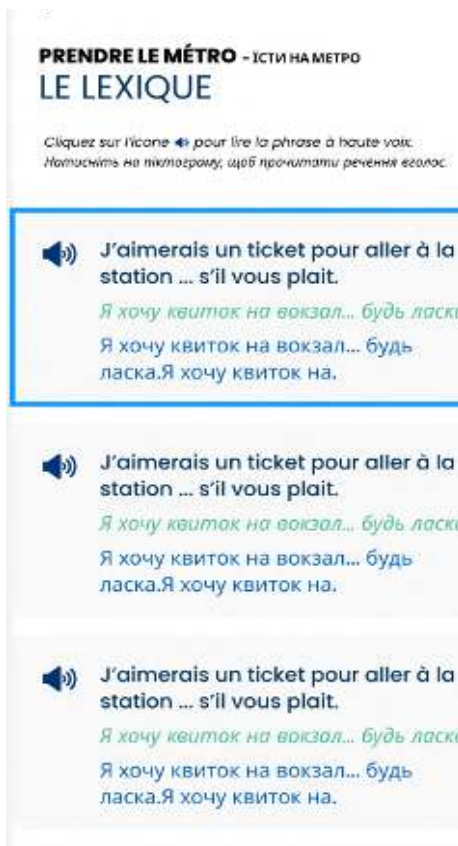 PRENDRE LE MÉTRO - ЇСТИ НА МЕТРО
LE LEXIQUE
Cliquez sur l'icone pour lire la phrase à haute voix.
Натисніть на піктограму, щоб прочитати речення вголос.
J'aimerais un ticket pour aller à la
station ... s'il vous plait.
Я хочу квиток на вокзал... будь ласка
Я хочу квиток на вокзал... будь
ласка.Я хочу квиток на.
J'aimerais un ticket pour aller à la
station ... s'il vous plait.
Я хочу квиток на вокзал... будь ласка
Я хочу квиток на вокзал... будь
ласка.Я хочу квиток на.
J'aimerais un ticket pour aller à la
station ... s'il vous plait.
Я хочу квиток на вокзал... будь ласка
Я хочу квиток на вокзал... будь
ласка.Я хочу квиток на.